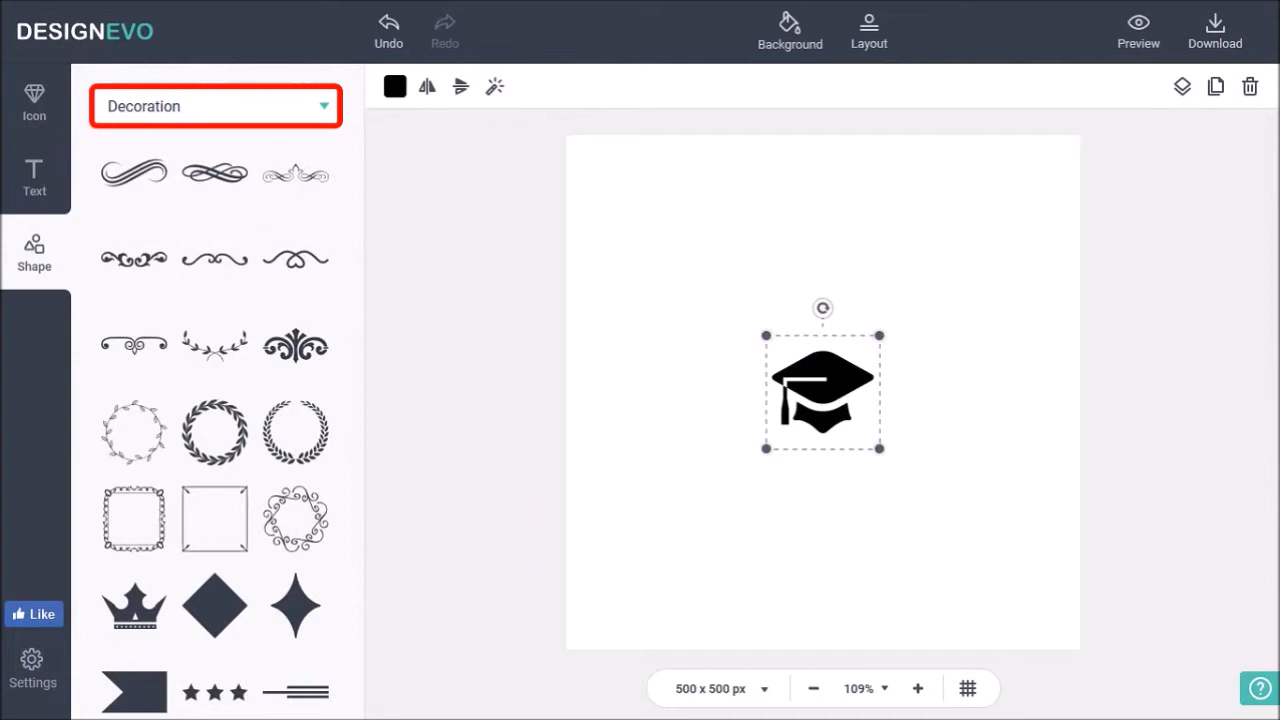 DESIGNEVO
Undo
Redo
Background
Layout
Preview
Download
Icon
Text
Shape
Decoration
Like
Settings
500 x 500 px
109%